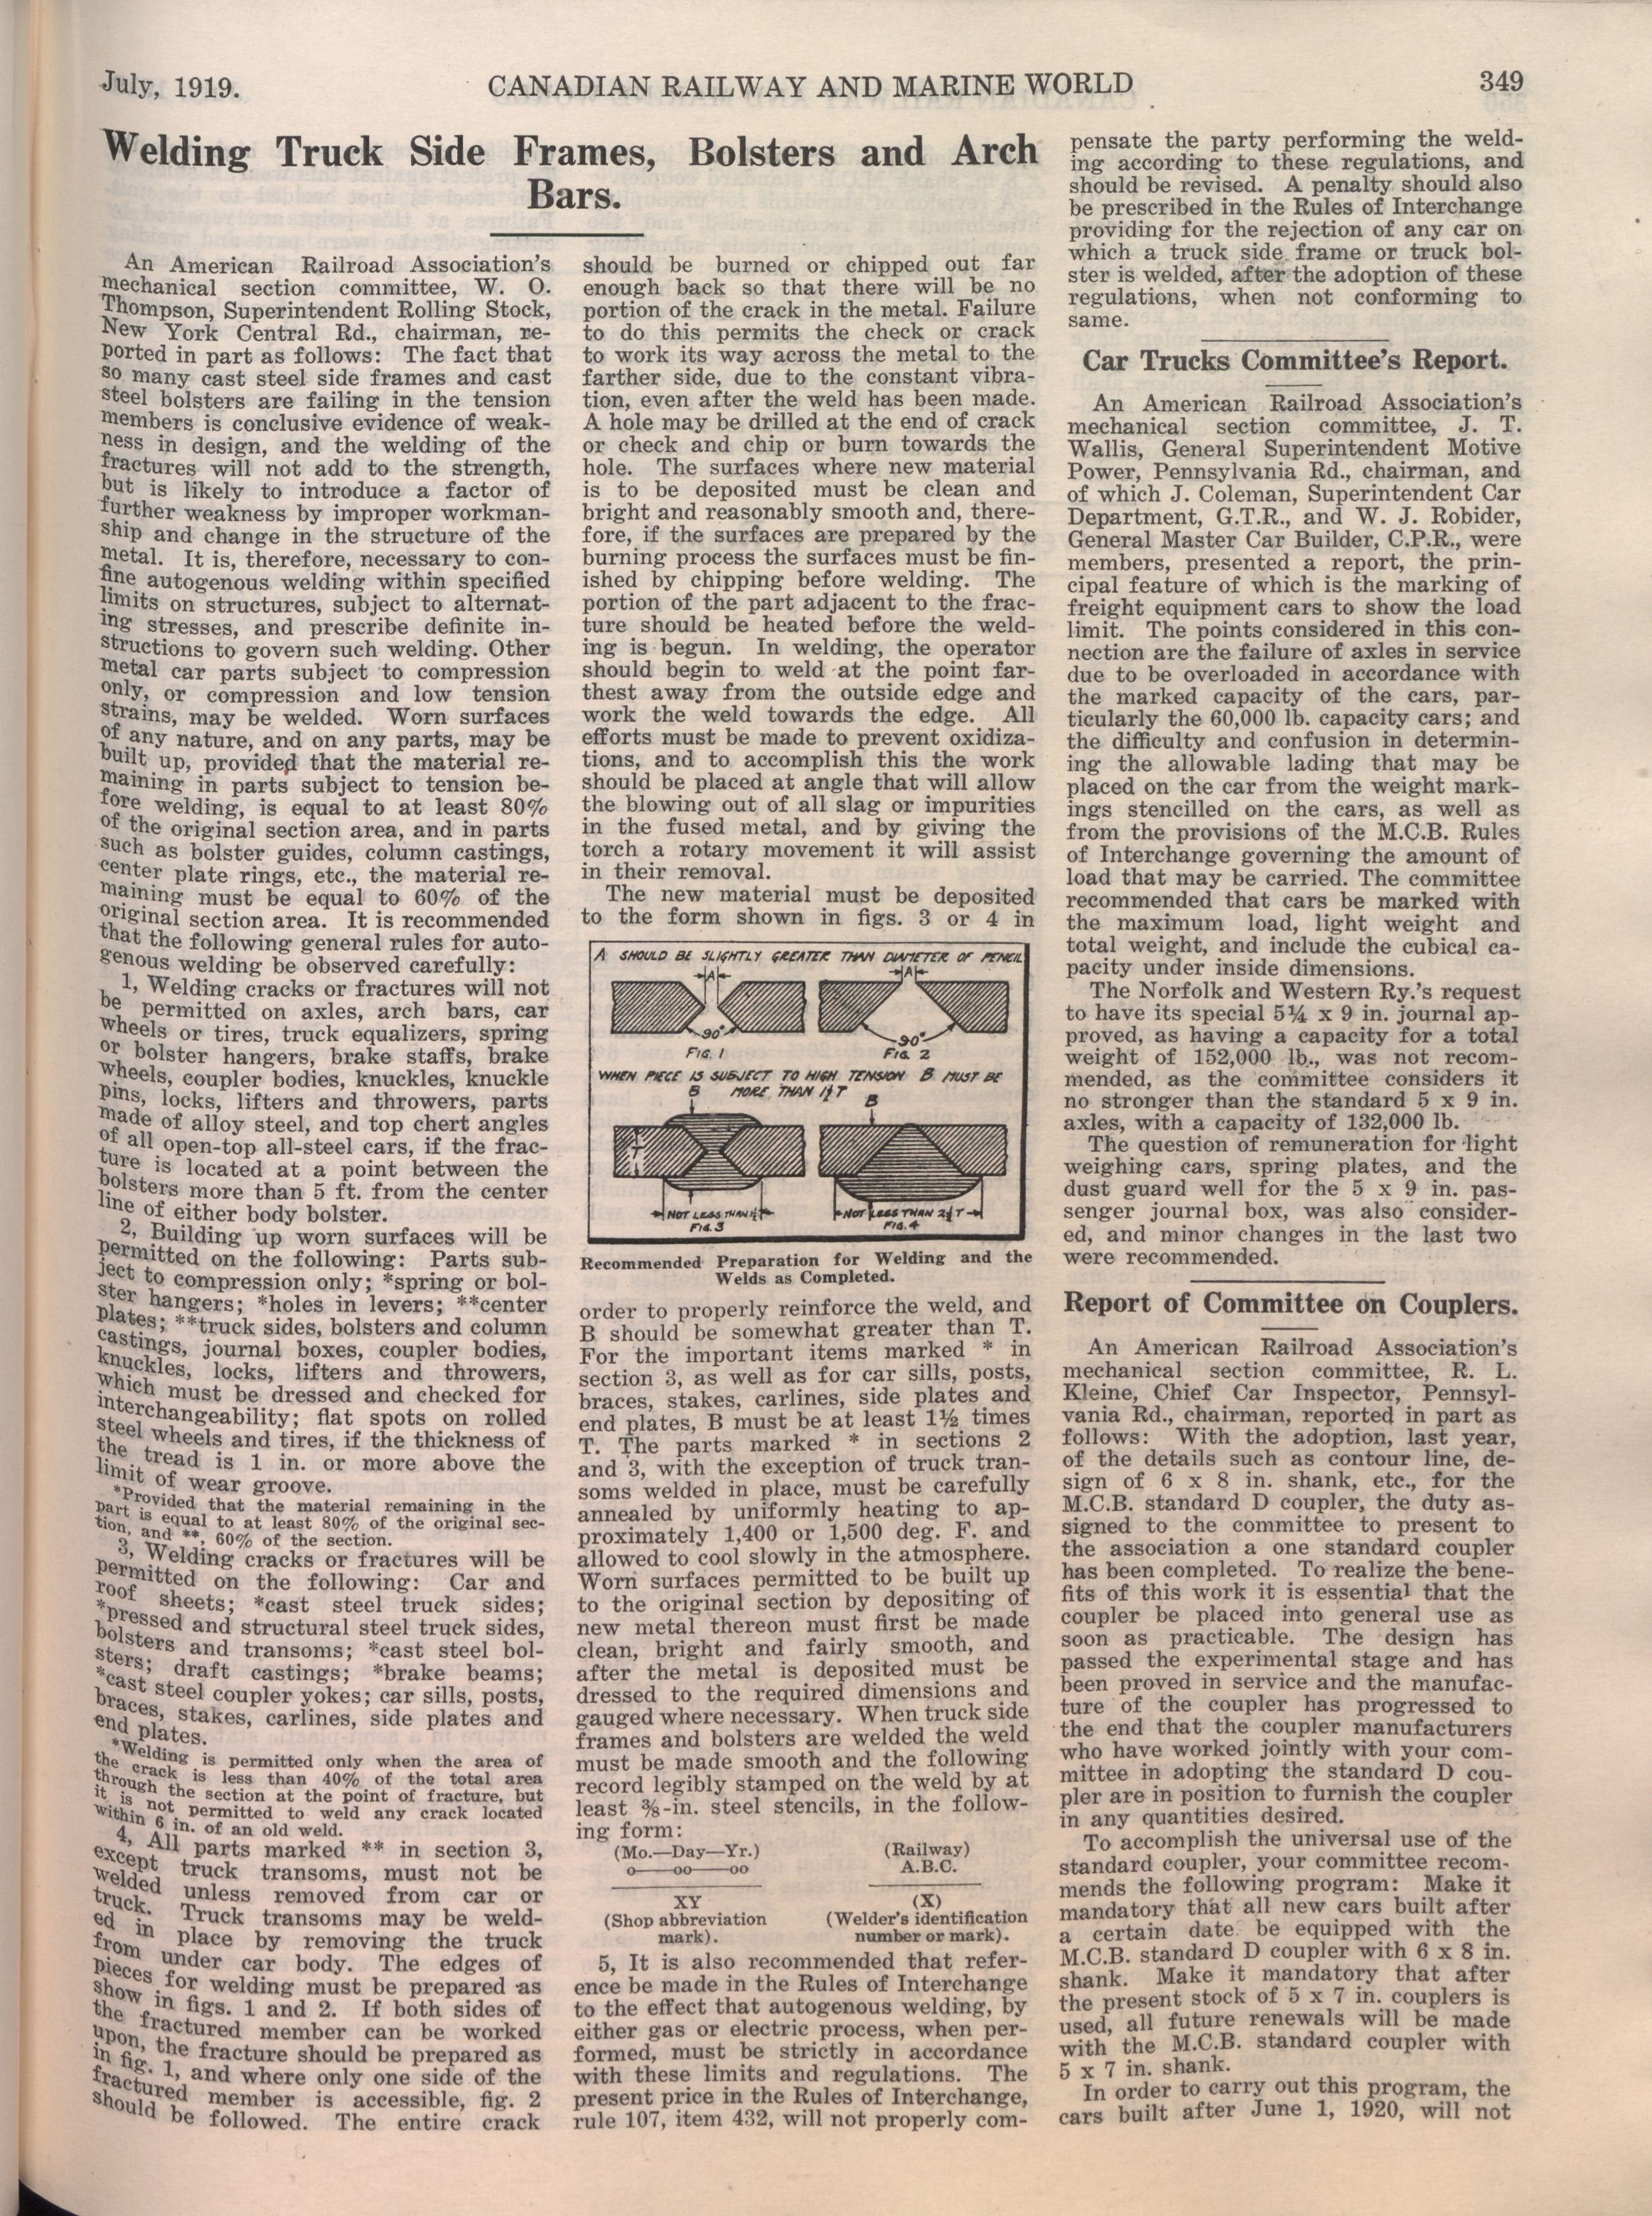 July, 1919.
CANADIAN RAILWAY AND MARINE WORLD
349
Welding Truck Side Frames, Bolsters and Arch
Bars.
An American Railroad Association's
mechanical section committee, W. O.
Thompson, Superintendent Rolling Stock,
New York Central Rd., chairman, re-
ported in part as follows: The fact that
so many cast steel side frames and cast
steel bolsters are failing in the tension
members is conclusive evidence of weak-
ness in design, and the welding of the
fractures will not add to the strength,
but is likely to introduce a factor of
further weakness by improper workman-
ship and change in the structure of the
metal. It is, therefore, necessary to con-
fine autogenous welding within specified
limits on structures, subject to alternat-
ing stresses, and prescribe definite in-
structions to govern such welding. Other
metal car parts subject to compression
only, or compression and low tension
strains, may be welded. Worn surfaces
of any nature, and on any parts, may be
built up, provided that the material re-
maining in parts subject to tension be-
fore welding, is equal to at least 80%
of the original section area, and in parts
such as bolster guides, column castings,
center plate rings, etc., the material re-
maining must be equal to 60% of the
original section area. It is recommended
that the following general rules for auto-
genous welding be observed carefully:
1, Welding cracks or fractures will not
be permitted on axles, arch bars, car
wheels or tires, truck equalizers, spring
or bolster hangers, brake staffs, brake
wheels, coupler bodies, knuckles, knuckle
pins, locks, lifters and throwers, parts
made of alloy steel, and top chert angles
of all open-top all-steel cars, if the frac-
ture is located at a point between the
bolsters more than 5 ft. from the center
line of either body bolster.
2, Building up worn surfaces will be
permitted on the following: Parts sub-
ject to compression only; *spring or bol-
ster hangers; *holes in levers; **center
plates; **truck sides, bolsters and column
castings, journal boxes, coupler bodies,
knuckles, locks, lifters and throwers,
which must be dressed and checked for
interchangeability; flat spots on rolled
steel wheels and tires, if the thickness of
the tread is 1 in. or more above the
limit of wear groove.
*Provided that the material remaining in the
part is equal to at least 80% of the original sec-
tion, and **, 60% of the section.
3, Welding cracks or fractures will be
permitted on the following: Car and
roof sheets; *cast steel truck sides;
*pressed and structural steel truck sides,
bolsters and transoms; *cast steel bol-
sters; draft castings; *brake beams;
*cast steel coupler yokes; car sills, posts,
braces, stakes, carlines, side plates and
end plates.
*Welding is permitted only when the area of
the crack is less than 40% of the total area
through the section at the point of fracture, but
it is not permitted to weld any crack located
within 6 in. of an old weld.
4, All parts marked ** in section 3,
except truck transoms, must not be
welded unless removed from car or
truck. Truck transoms may be weld-
ed in place by removing the truck
from under car body. The edges of
pieces for welding must be prepared as
show in figs. 1 and 2. If both sides of
the fractured member can be worked
upon, the fracture should be prepared as
in fig. 1, and where only one side of the
fractured member is accessible, fig. 2
should be followed. The entire crack
should be burned or chipped out far
enough back so that there will be no
portion of the crack in the metal. Failure
to do this permits the check or crack
to work its way across the metal to the
farther side, due to the constant vibra-
tion, even after the weld has been made.
A hole may be drilled at the end of crack
or check and chip or burn towards the
hole. The surfaces where new material
is to be deposited must be clean and
bright and reasonably smooth and, there-
fore, if the surfaces are prepared by the
burning process the surfaces must be fin-
ished by chipping before welding. The
portion of the part adjacent to the frac-
ture should be heated before the weld-
ing is begun. In welding, the operator
should begin to weld at the point far-
thest away from the outside edge and
work the weld towards the edge. All
efforts must be made to prevent oxidiza-
tions, and to accomplish this the work
should be placed at angle that will allow
the blowing out of all slag or impurities
in the fused metal, and by giving the
torch a rotary movement it will assist
in their removal.
The new material must be deposited
to the form shown in figs. 3 or 4 in
A SHOULD BE SLIGHTLY GREATER THAN DIAMETER OF PENCIL
A
A
90°
90°
FIG. 1
FIG. 2
WHEN PIECE IS SUBJECT TO HIGH TENSION B MUST BE
MORE THAN 1½ T
B
B
T
NOT LESS THAN
NOT LESS THAN 2½ T
FIG. 3
FIG. 4
Recommended Preparation for Welding and the
Welds as Completed.
order to properly reinforce the weld, and
B should be somewhat greater than T.
For the important items marked * in
section 3, as well as for car sills, posts,
braces, stakes, carlines, side plates and
end plates, B must be at least 1½ times
T. The parts marked * in sections 2
and 3, with the exception of truck tran-
soms welded in place, must be carefully
annealed by uniformly heating to ap-
proximately 1,400 or 1,500 deg. F. and
allowed to cool slowly in the atmosphere.
Worn surfaces permitted to be built up
to the original section by depositing of
new metal thereon must first be made
clean, bright and fairly smooth, and
after the metal is deposited must be
dressed to the required dimensions and
gauged where necessary. When truck side
frames and bolsters are welded the weld
must be made smooth and the following
record legibly stamped on the weld by at
least ⅜-in. steel stencils, in the follow-
ing form:
(Mo.—Day—Yr.) (Railway)
o——oo——oo A.B.C.
XY (X)
(Shop abbreviation (Welder's identification
mark). number or mark).
5, It is also recommended that refer-
ence be made in the Rules of Interchange
to the effect that autogenous welding, by
either gas or electric process, when per-
formed, must be strictly in accordance
with these limits and regulations. The
present price in the Rules of Interchange,
rule 107, item 432, will not properly com-
pensate the party performing the weld-
ing according to these regulations, and
should be revised. A penalty should also
be prescribed in the Rules of Interchange
providing for the rejection of any car on
which a truck side frame or truck bol-
ster is welded, after the adoption of these
regulations, when not conforming to
same.
Car Trucks Committee's Report.
An American Railroad Association's
mechanical section committee, J. T.
Wallis, General Superintendent Motive
Power, Pennsylvania Rd., chairman, and
of which J. Coleman, Superintendent Car
Department, G.T.R., and W. J. Robider,
General Master Car Builder, C.P.R., were
members, presented a report, the prin-
cipal feature of which is the marking of
freight equipment cars to show the load
limit. The points considered in this con-
nection are the failure of axles in service
due to be overloaded in accordance with
the marked capacity of the cars, par-
ticularly the 60,000 lb. capacity cars; and
the difficulty and confusion in determin-
ing the allowable lading that may be
placed on the car from the weight mark-
ings stencilled on the cars, as well as
from the provisions of the M.C.B. Rules
of Interchange governing the amount of
load that may be carried. The committee
recommended that cars be marked with
the maximum load, light weight and
total weight, and include the cubical ca-
pacity under inside dimensions.
The Norfolk and Western Ry.'s request
to have its special 5¼ x 9 in. journal ap-
proved, as having a capacity for a total
weight of 152,000 lb., was not recom-
mended, as the committee considers it
no stronger than the standard 5 x 9 in.
axles, with a capacity of 132,000 lb.
The question of remuneration for light
weighing cars, spring plates, and the
dust guard well for the 5 x 9 in. pas-
senger journal box, was also consider-
ed, and minor changes in the last two
were recommended.
Report of Committee on Couplers.
An American Railroad Association's
mechanical section committee, R. L.
Kleine, Chief Car Inspector, Pennsyl-
vania Rd., chairman, reported in part as
follows: With the adoption, last year,
of the details such as contour line, de-
sign of 6 x 8 in. shank, etc., for the
M.C.B. standard D coupler, the duty as-
signed to the committee to present to
the association a one standard coupler
has been completed. To realize the bene-
fits of this work it is essential that the
coupler be placed into general use as
soon as practicable. The design has
passed the experimental stage and has
been proved in service and the manufac-
ture of the coupler has progressed to
the end that the coupler manufacturers
who have worked jointly with your com-
mittee in adopting the standard D cou-
pler are in position to furnish the coupler
in any quantities desired.
To accomplish the universal use of the
standard coupler, your committee recom-
mends the following program: Make it
mandatory that all new cars built after
a certain date be equipped with the
M.C.B. standard D coupler with 6 x 8 in.
shank. Make it mandatory that after
the present stock of 5 x 7 in. couplers is
used, all future renewals will be made
with the M.C.B. standard coupler with
5 x 7 in. shank.
In order to carry out this program, the
cars built after June 1, 1920, will not